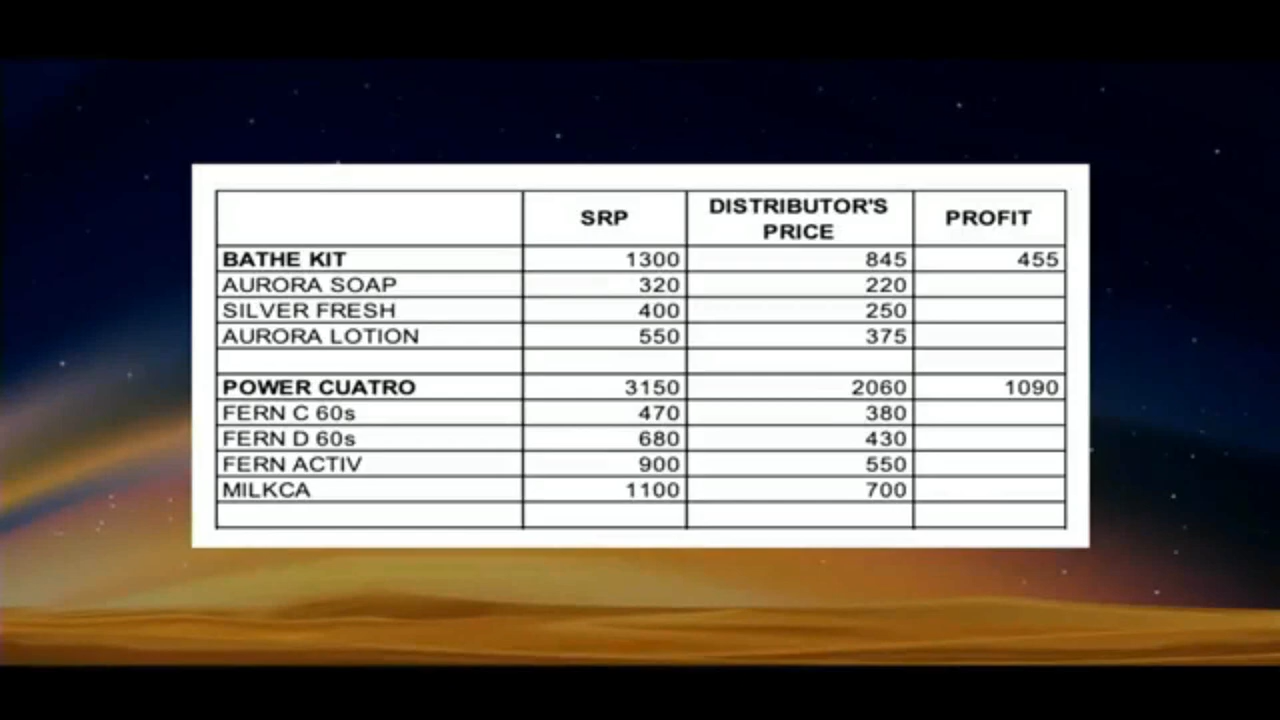 SRP DISTRIBUTOR'S PRICE PROFIT
BATHE KIT 1300 845 455
AURORA SOAP 320 220
SILVER FRESH 400 250
AURORA LOTION 550 375
POWER CUATRO 3150 2060 1090
FERN C 60s 470 380
FERN D 60s 680 430
FERN ACTIV 900 550
MILKCA 1100 700